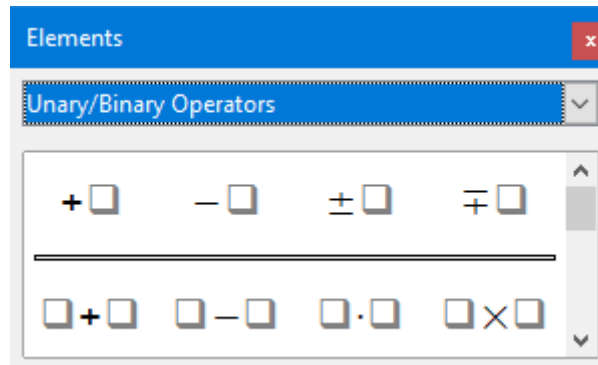 Elements
x
Unary/Binary Operators
+□ −□ ±□ ∓□
□+□ □−□ □·□ □×□